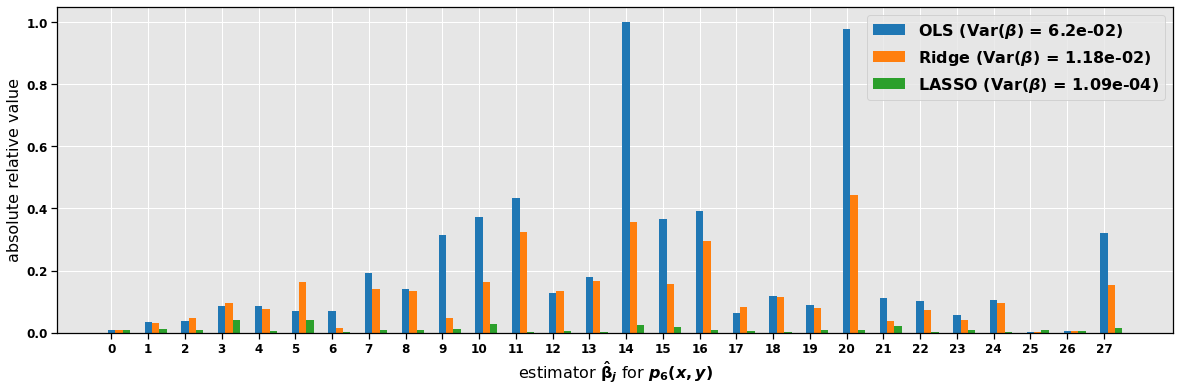 1.0
0.8
0.6
0.4
0.2
0.0
absolute relative value
OLS (Var(β) = 6.2e-02)
Ridge (Var(β) = 1.18e-02)
LASSO (Var(β) = 1.09e-04)
0 1 2 3 4 5 6 7 8 9 10 11 12 13 14 15 16 17 18 19 20 21 22 23 24 25 26 27
estimator β̂ⱼ for p₆(x, y)